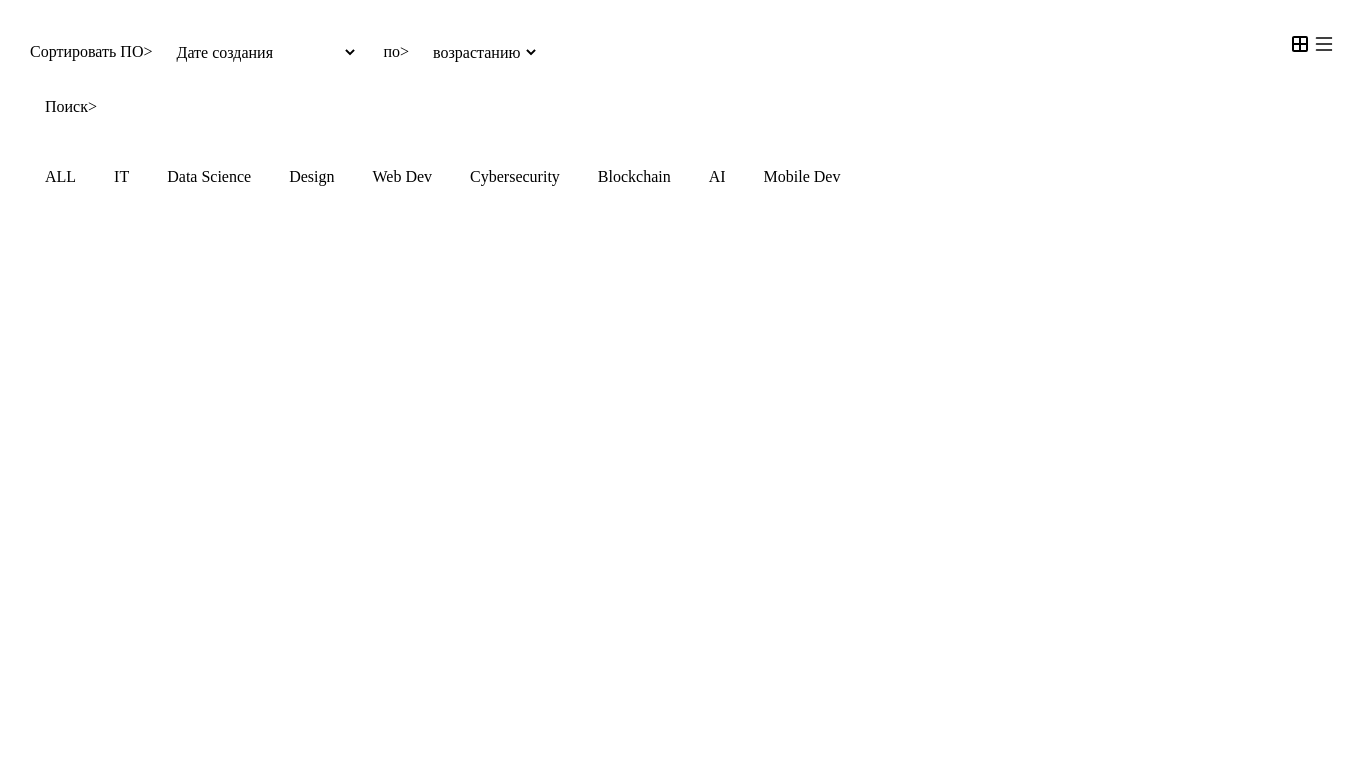 Сортировать ПО> Дате создания по> возрастанию
Поиск>
ALL IT Data Science Design Web Dev Cybersecurity Blockchain AI Mobile Dev